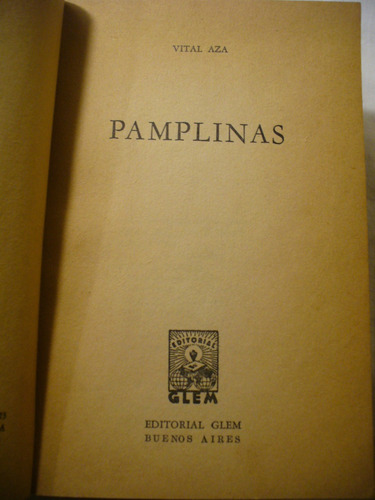 VITAL AZA
PAMPLINAS
EDITORIAL
GLEM
EDITORIAL GLEM
BUENOS AIRES